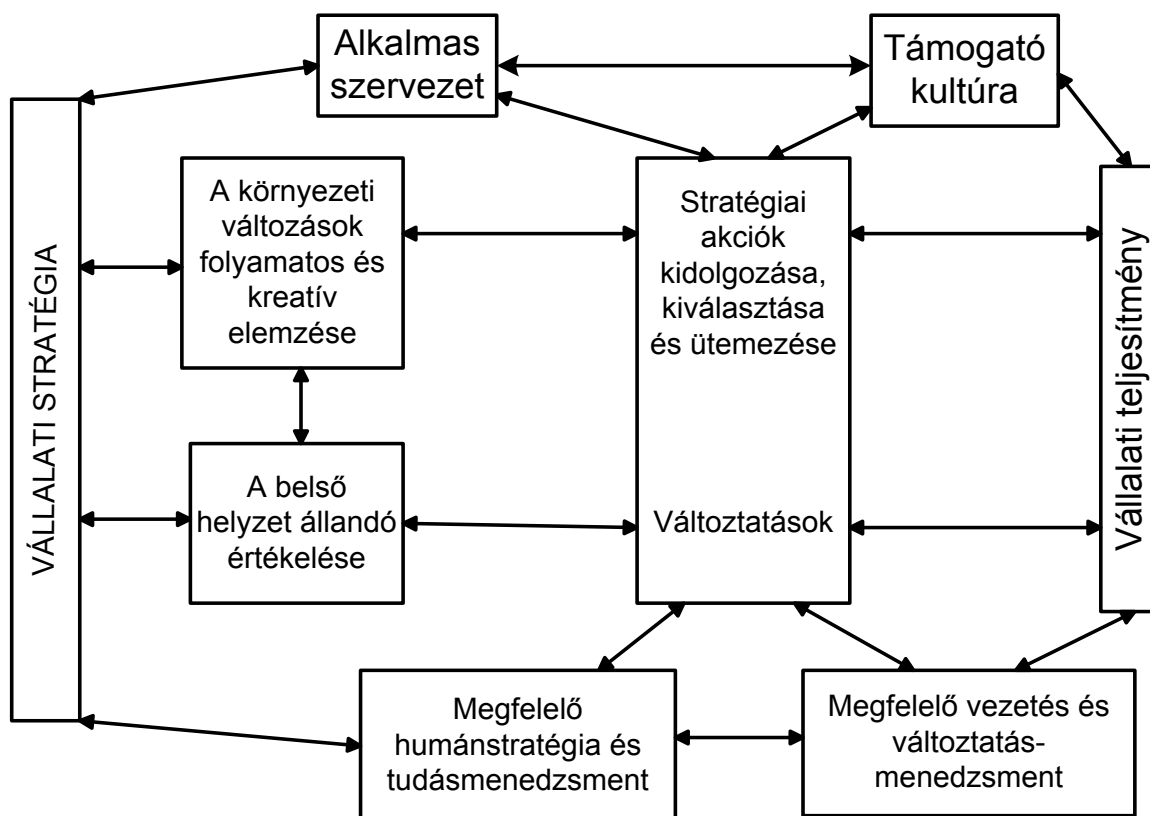 Alkalmas
szervezet
Támogató
kultúra
VÁLLALATI STRATÉGIA
A környezeti
változások
folyamatos és
kreatív
elemzése
Stratégiai
akciók
kidolgozása,
kiválasztása
és ütemezése
Változtatások
Vállalati teljesítmény
A belső
helyzet állandó
értékelése
Megfelelő
humánstratégia és
tudásmenedzsment
Megfelelő vezetés és
változtatás-
menedzsment